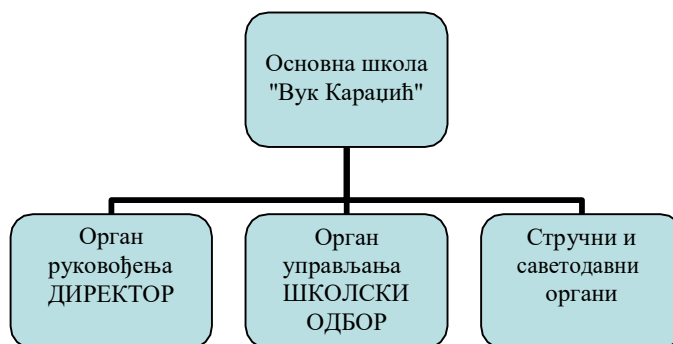 Основна школа
"Вук Караџић"
Орган
руковођења
ДИРЕКТОР
Орган
управљања
ШКОЛСКИ
ОДБОР
Стручни и
саветодавни
органи